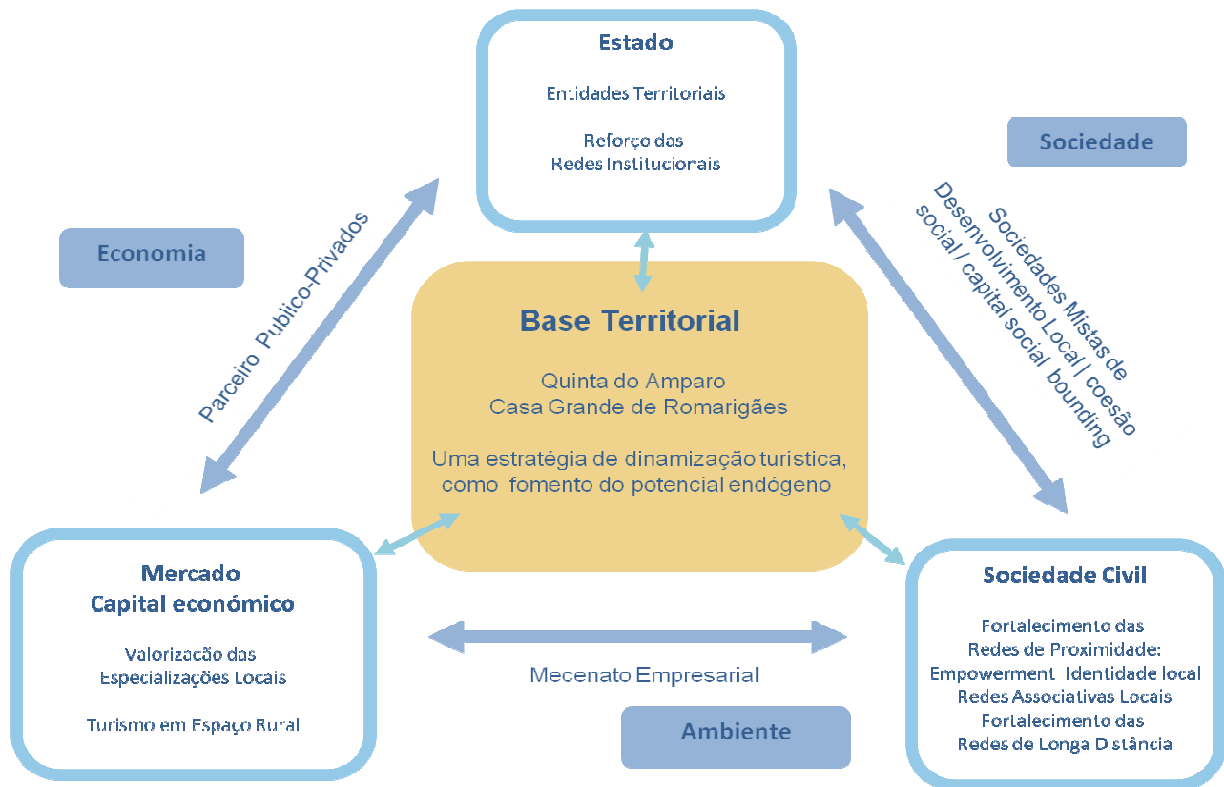 Estado
Entidades Territoriais
Reforço das
Redes Institucionais
Sociedade
Economia
Parceiro Publico-Privados
Sociedades Mistas de
Desenvolvimento Local / coesão
social / capital social bounding
Base Territorial
Quinta do Amparo
Casa Grande de Romarigães
Uma estratégia de dinamização turística,
como fomento do potencial endógeno
Mercado
Capital económico
Valorização das
Especializações Locais
Turismo em Espaço Rural
Mecenato Empresarial
Ambiente
Sociedade Civil
Fortalecimento das
Redes de Proximidade:
Empowerment Identidade local
Redes Associativas Locais
Fortalecimento das
Redes de Longa Distância